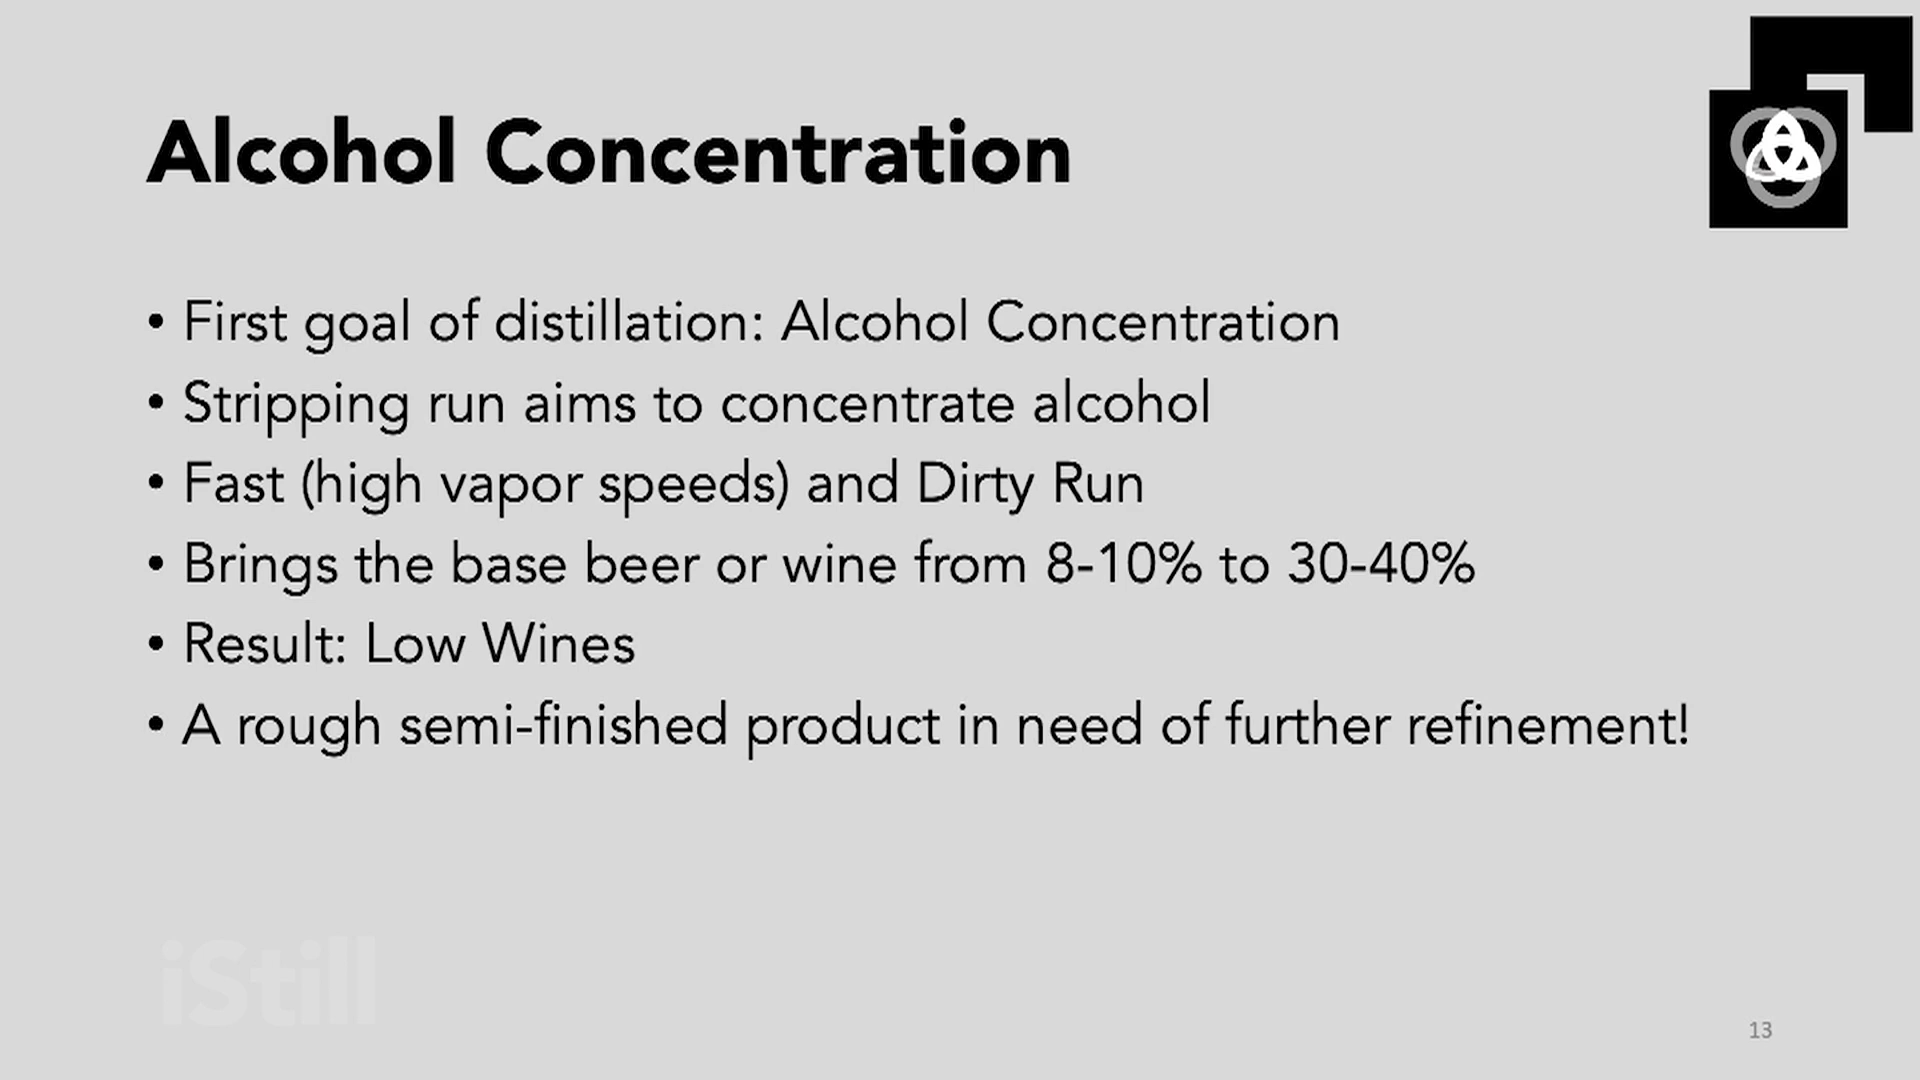 Alcohol Concentration
• First goal of distillation: Alcohol Concentration
• Stripping run aims to concentrate alcohol
• Fast (high vapor speeds) and Dirty Run
• Brings the base beer or wine from 8-10% to 30-40%
• Result: Low Wines
• A rough semi-finished product in need of further refinement!
iStill
13